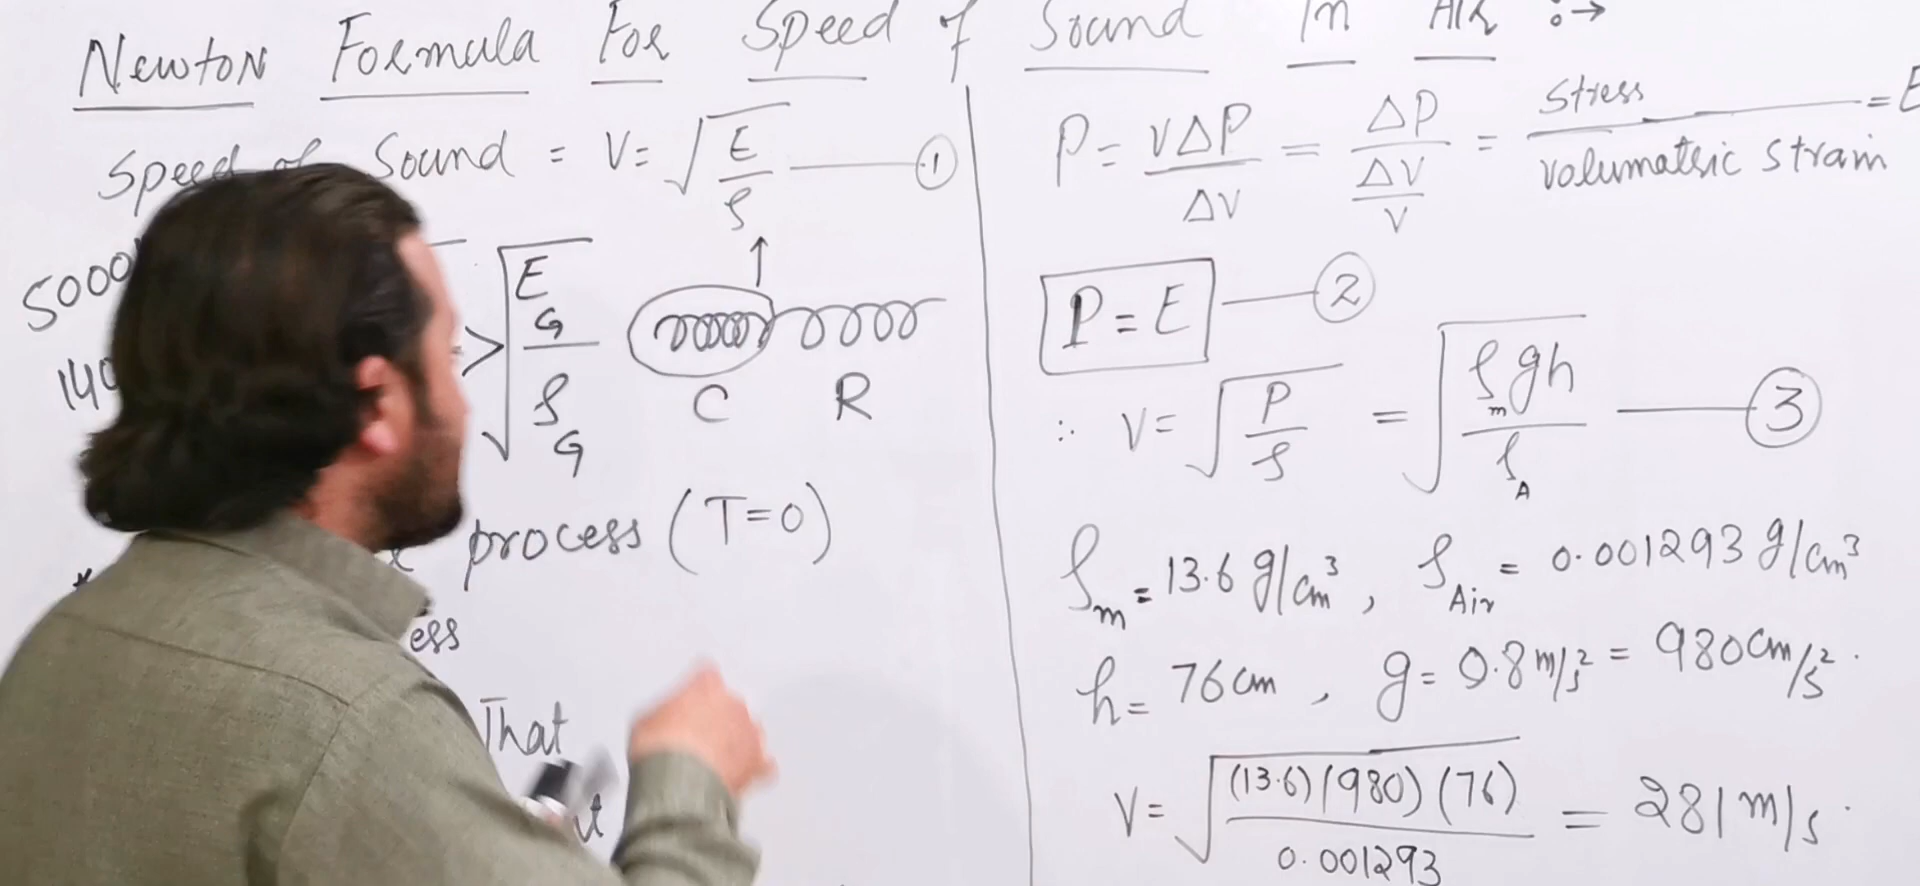 Newton Formula For Speed of Sound In Air :→
Speed of Sound = V = √(E/ρ) —— (1)
5000
140
> √(E_G/ρ_G)
C R
process (T=0)
ess
That
P = VΔP/ΔV = ΔP/(ΔV/V) = Stress/volumatric strain = E
P = E —— (2)
∴ V = √(P/ρ) = √(ρ_m gh/ρ_A) —— (3)
ρ_m = 13.6 g/cm³, ρ_Air = 0.001293 g/cm³
h = 76 cm, g = 9.8 m/s² = 980 cm/s².
V = √((13.6)(980)(76)/0.001293) = 281 m/s.